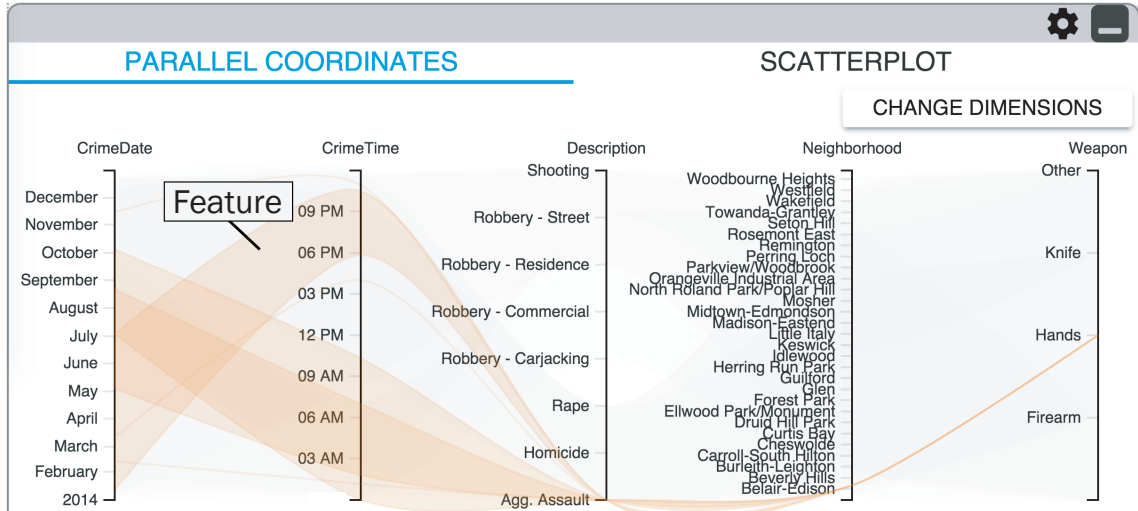 PARALLEL COORDINATES
SCATTERPLOT
CHANGE DIMENSIONS
CrimeDate
CrimeTime
Description
Neighborhood
Weapon
December
November
October
September
August
July
June
May
April
March
February
2014
Feature
09 PM
06 PM
03 PM
12 PM
09 AM
06 AM
03 AM
Shooting
Robbery - Street
Robbery - Residence
Robbery - Commercial
Robbery - Carjacking
Rape
Homicide
Agg. Assault
Woodbourne Heights
Westfield
Wakefield
Towanda-Grantley
Seton Hill
Rosemont East
Remington
Perring Loch
Parkview/Woodbrook
Orangeville Industrial Area
North Roland Park/Poplar Hill
Mosher
Midtown-Edmondson
Madison-Eastend
Little Italy
Keswick
Idlewood
Herring Run Park
Guilford
Glen
Forest Park
Ellwood Park/Monument
Druid Hill Park
Curtis Bay
Cheswolde
Carroll-South Hilton
Burleith-Leighton
Beverly Hills
Belair-Edison
Other
Knife
Hands
Firearm